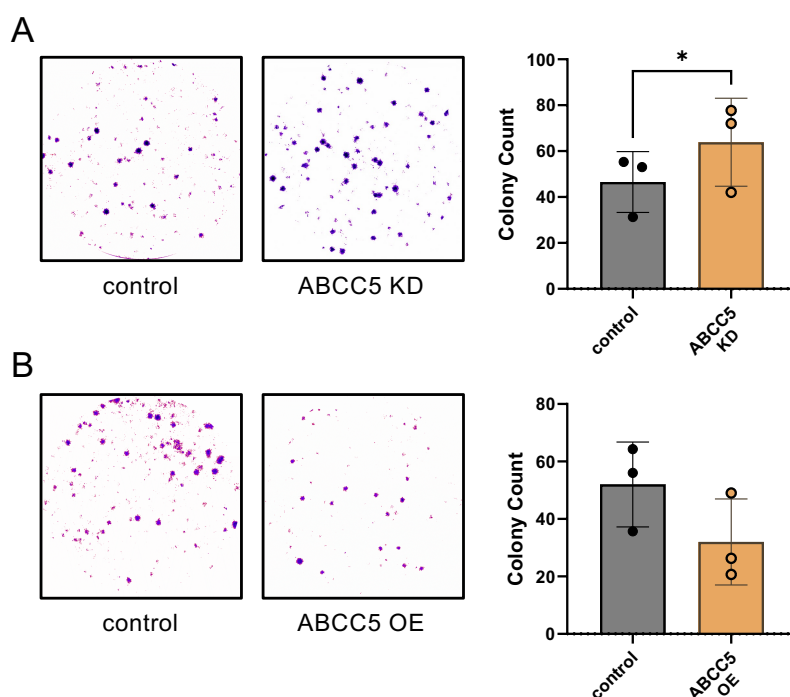 A
control
ABCC5 KD
Colony Count
100
80
60
40
20
0
*
control
ABCC5
KD
B
control
ABCC5 OE
Colony Count
80
60
40
20
0
control
ABCC5
OE